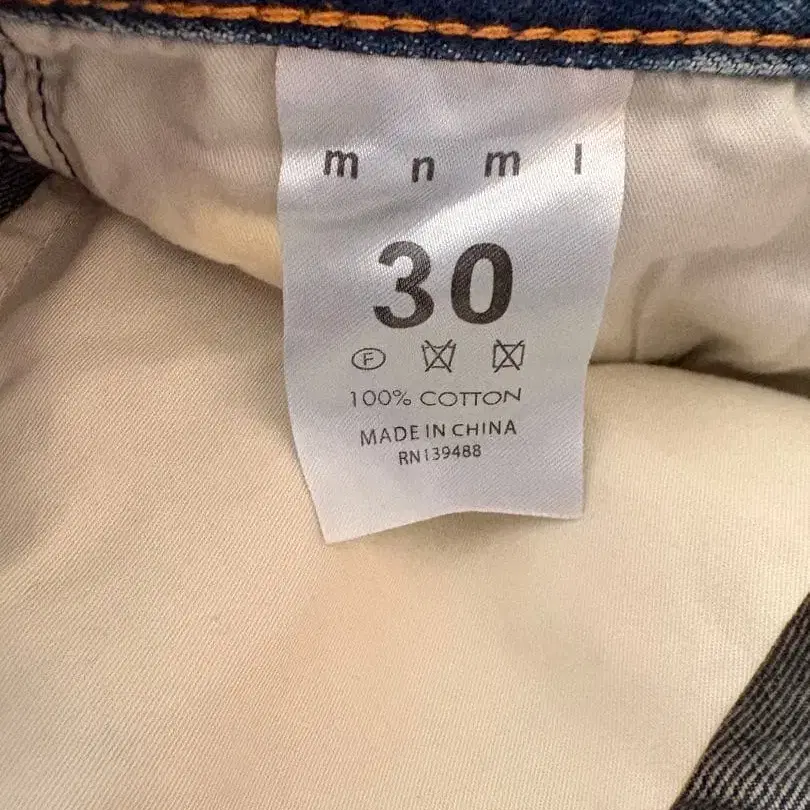 m n m l
30
F
100% COTTON
MADE IN CHINA
RN139488